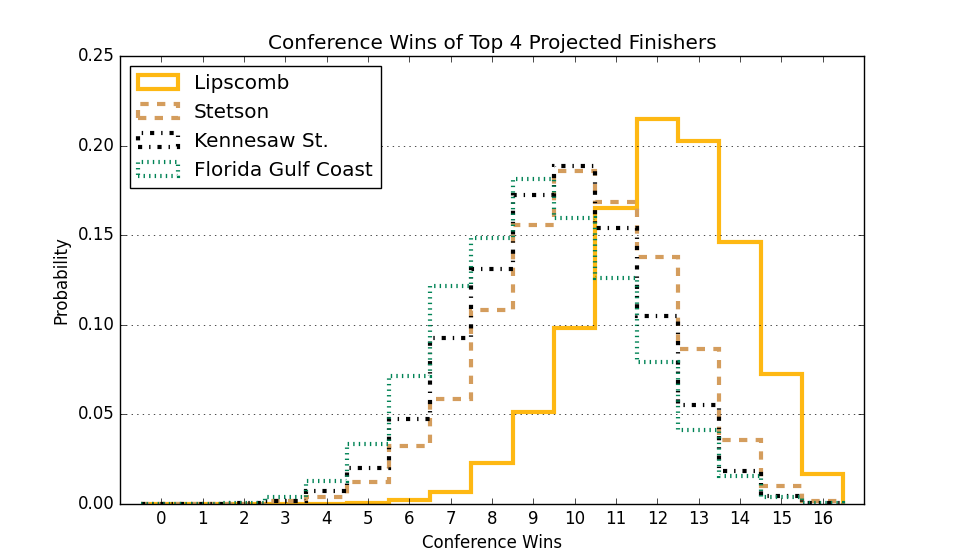 Conference Wins of Top 4 Projected Finishers
0.25
0.20
0.15
0.10
0.05
0.00
Probability
Lipscomb
Stetson
Kennesaw St.
Florida Gulf Coast
0 1 2 3 4 5 6 7 8 9 10 11 12 13 14 15 16
Conference Wins